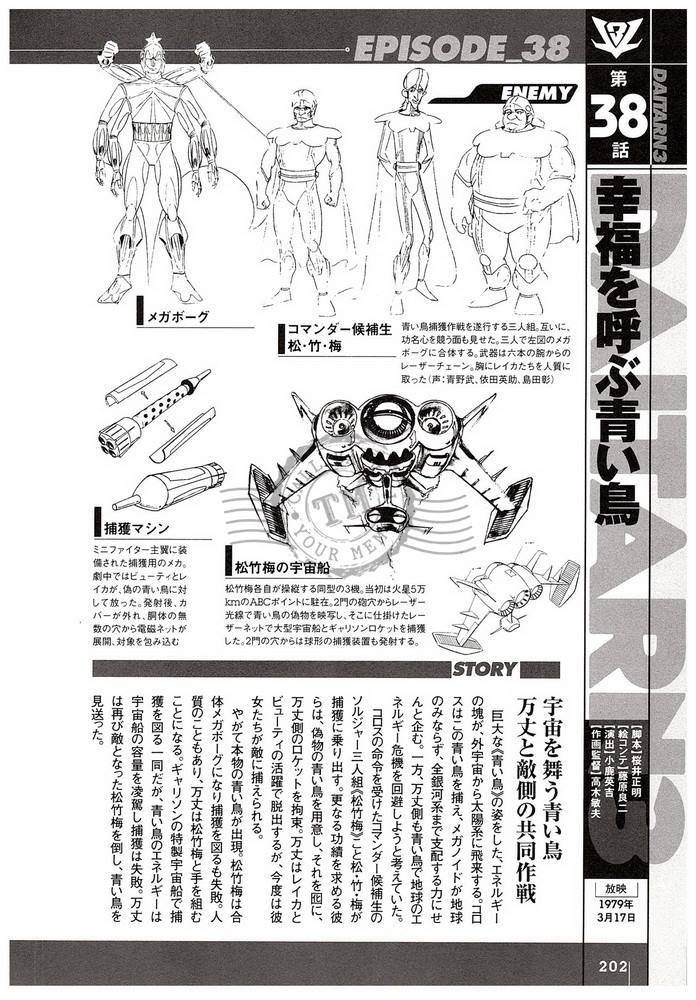 EPISODE_38
ENEMY
DAITARN3
第
38
話
幸福を呼ぶ青い鳥
DAITARN3
メガボーグ
コマンダー候補生
松・竹・梅
青い鳥捕獲作戦を遂行する三人組。互いに、
功名心を競う面も見せた。三人で左図のメガ
ボーグに合体する。武器は六本の腕からの
レーザーチェーン。胸にレイカたちを人質に
取った（声：青野武、依田英助、島田彰）
捕獲マシン
ミニファイター主翼に装
備された捕獲用のメカ。
劇中ではビューティとレ
イカが、偽の青い鳥に対
して放った。発射後、カ
バーが外れ、胴体の無
数の穴から電磁ネットが
展開、対象を包み込む
松竹梅の宇宙船
松竹梅各自が操縦する同型の3機。当初は火星5万
kmのABCポイントに駐在。2門の砲穴からレーザー
光線で青い鳥の偽物を映写し、そこに仕掛けたレー
ザーネットで大型宇宙船とギャリソンロケットを捕獲
した。2門の穴からは球形の捕獲装置も発射する。
TM
YOUR ME
STORY
宇宙を舞う青い鳥
万丈と敵側の共同作戦
巨大な《青い鳥》の姿をした、エネルギー
の塊が、外宇宙から太陽系に飛来する。コロ
スはこの青い鳥を捕え、メガノイドが地球
のみならず、全銀河系まで支配する力にせ
んと企む。一方、万丈側も青い鳥で地球のエ
ネルギー危機を回避しようと考えていた。
コロスの命令を受けたコマンダー候補生の
ソルジャー三人組《松竹梅》こと松・竹・梅が
捕獲に乗り出す。更なる功績を求める彼
らは、偽物の青い鳥を用意し、それを囮に、
万丈側のロケットを拘束。万丈はレイカと
ビューティの活躍で脱出するが、今度は彼
女たちが敵に捕えられる。
やがて本物の青い鳥が出現。松竹梅は合
体メガボーグになり捕獲を図るも失敗。人
質のこともあり、万丈は松竹梅と手を組む
ことになる。ギャリソンの特製宇宙船で捕
獲を図る一同だが、青い鳥のエネルギーは
宇宙船の容量を凌駕し捕獲は失敗。万丈
は再び敵となった松竹梅を倒し、青い鳥を
見送った。
【脚本】桜井正明
【絵コンテ】藤原良二
【演出】小鹿英吉
【作画監督】高木敏夫
放映
1979年
3月17日
202